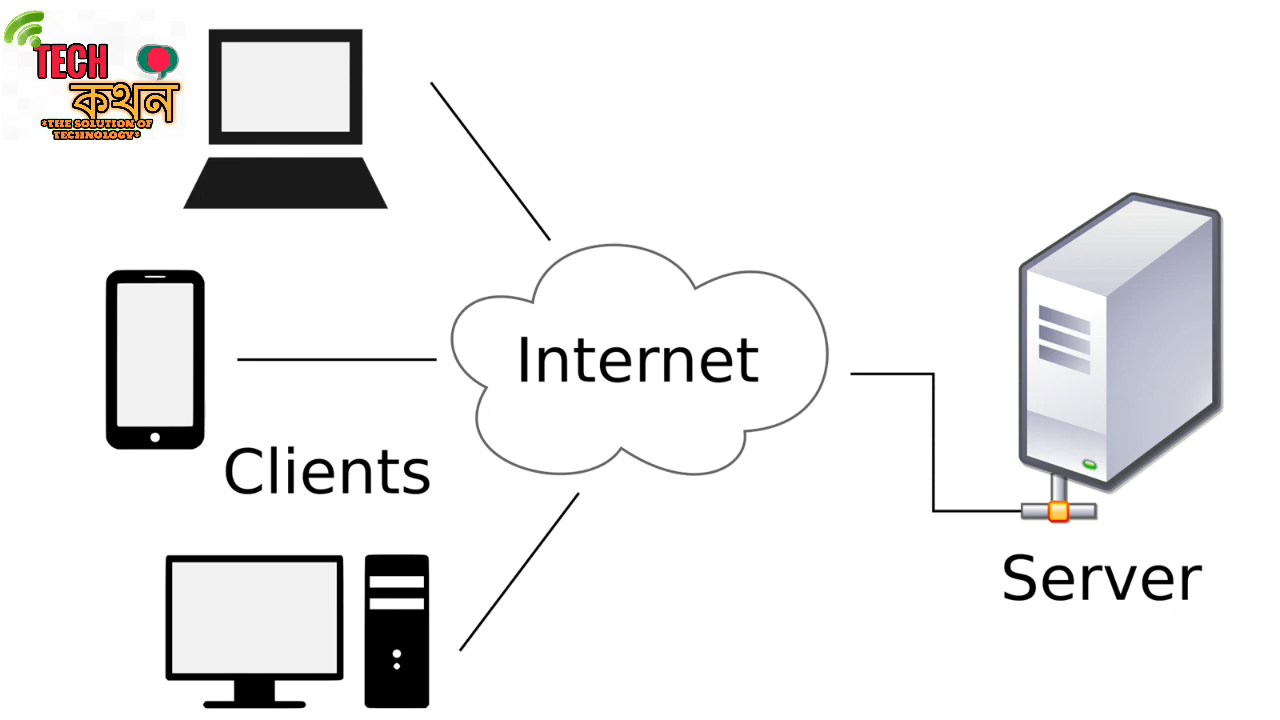 TECH
কথন
*THE SOLUTION OF
TECHNOLOGY*
Internet
Clients
Server